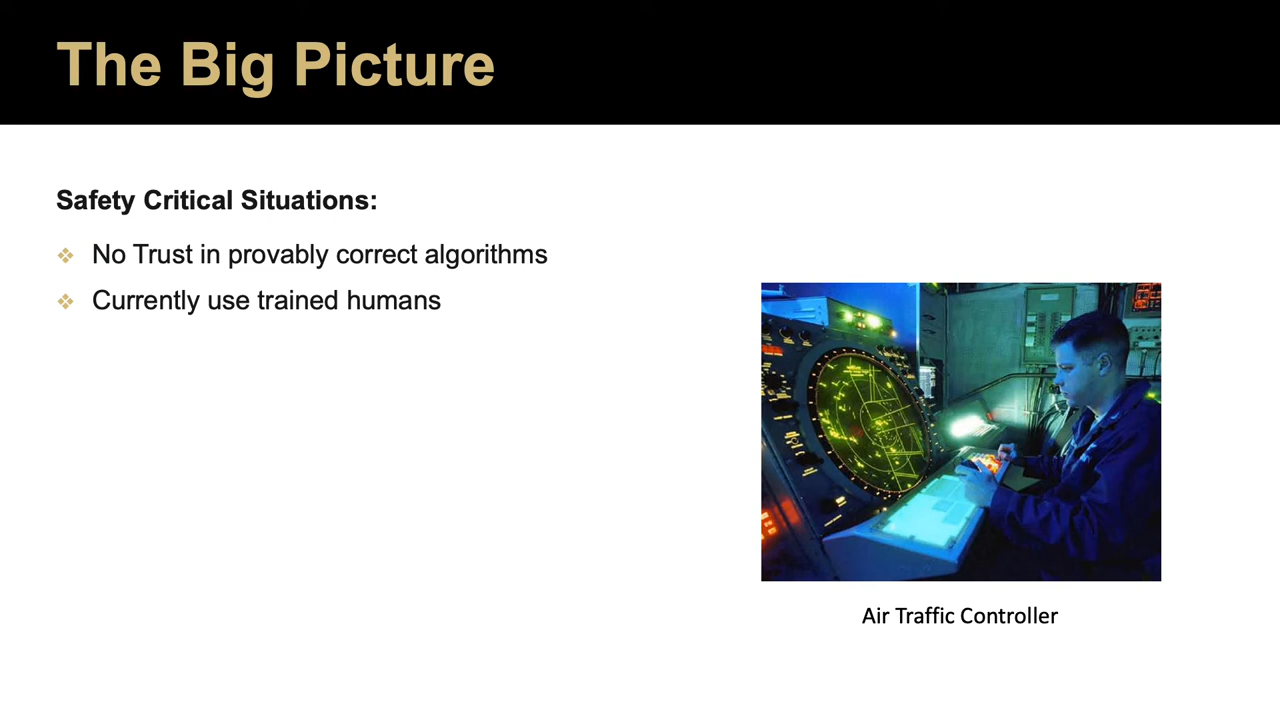 The Big Picture
Safety Critical Situations:
No Trust in provably correct algorithms
Currently use trained humans
Air Traffic Controller